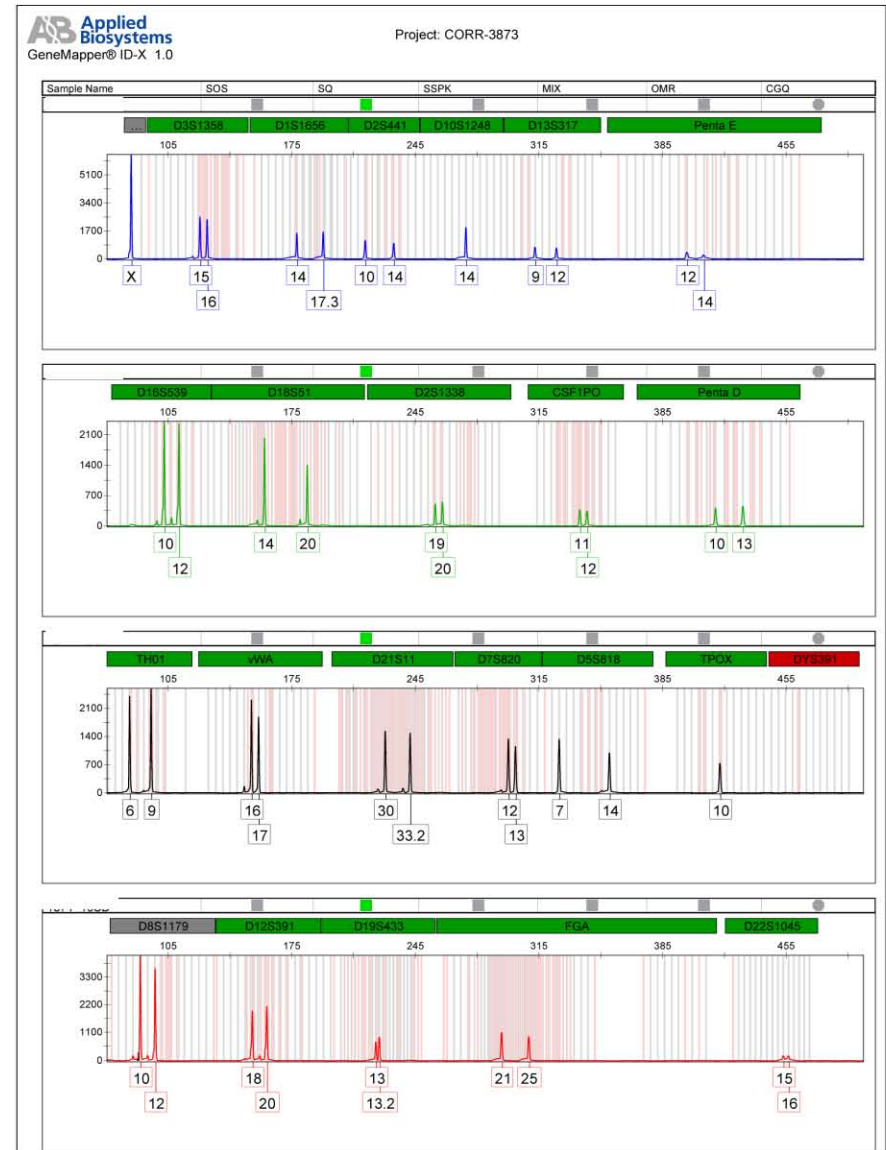 AB Applied
Biosystems
GeneMapper® ID-X 1.0
Project: CORR-3873
Sample Name SOS SQ SSPK MIX OMR CGQ
... D3S1358 D1S1656 D2S441 D10S1248 D13S317 Penta E
105 175 245 315 385 455
5100
3400
1700
0
X 15 14 10 14 14 9 12 12
16 17.3 14
D16S539 D18S51 D2S1338 CSF1PO Penta D
105 175 245 315 385 455
2100
1400
700
0
10 14 20 19 11 10 13
12 20 12
TH01 vWA D21S11 D7S820 D5S818 TPOX DYS391
105 175 245 315 385 455
2100
1400
700
0
6 9 16 30 12 7 14 10
17 33.2 13
D8S1179 D12S391 D19S433 FGA D22S1045
105 175 245 315 385 455
3300
2200
1100
0
10 18 13 21 25 15
12 20 13.2 16